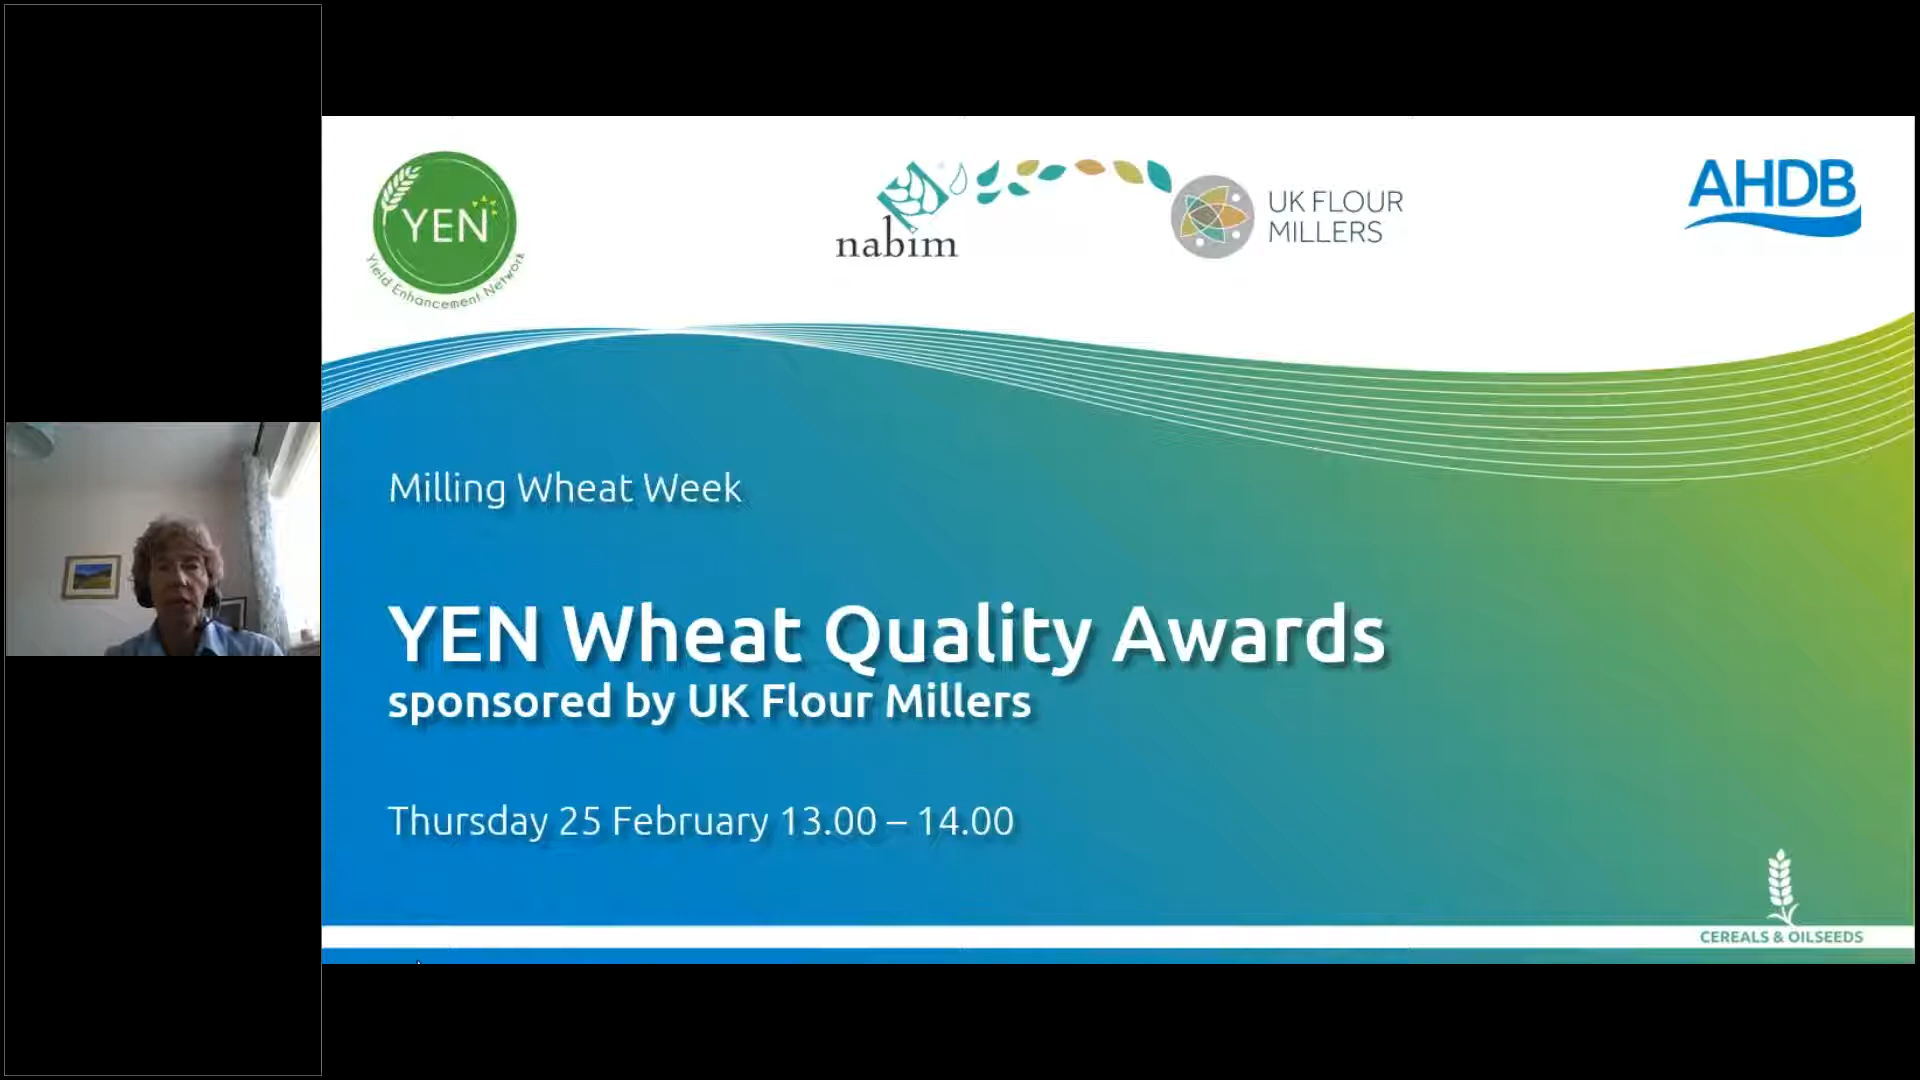 YEN
Yield Enhancement Network
nabim
UK FLOUR
MILLERS
AHDB
Milling Wheat Week
YEN Wheat Quality Awards
sponsored by UK Flour Millers
Thursday 25 February 13.00 – 14.00
CEREALS & OILSEEDS